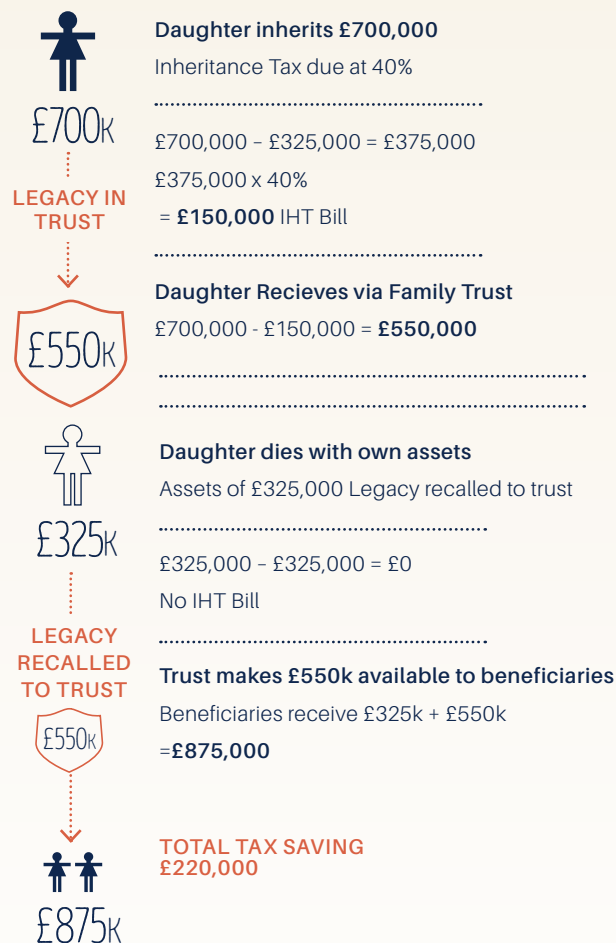 Daughter inherits £700,000
Inheritance Tax due at 40%
£700K
£700,000 – £325,000 = £375,000
£375,000 x 40%
= £150,000 IHT Bill
LEGACY IN
TRUST
Daughter Recieves via Family Trust
£700,000 - £150,000 = £550,000
£550K
Daughter dies with own assets
Assets of £325,000 Legacy recalled to trust
£325K
£325,000 – £325,000 = £0
No IHT Bill
LEGACY
RECALLED
TO TRUST
£550K
Trust makes £550k available to beneficiaries
Beneficiaries receive £325k + £550k
=£875,000
TOTAL TAX SAVING
£220,000
£875K